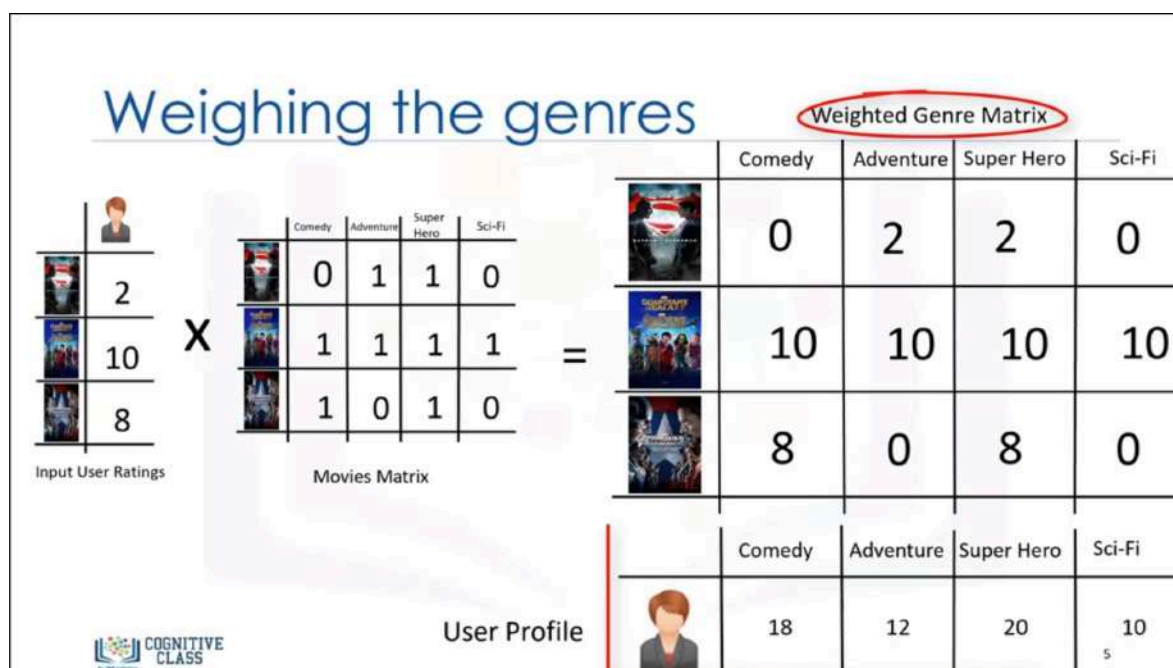 Weighing the genres
Weighted Genre Matrix
Comedy Adventure Super Hero Sci-Fi
0 2 2 0
10 10 10 10
8 0 8 0
2
10
8
Input User Ratings
X
Comedy Adventure Super Hero Sci-Fi
0 1 1 0
1 1 1 1
1 0 1 0
Movies Matrix
=
Comedy Adventure Super Hero Sci-Fi
User Profile 18 12 20 10
5
COGNITIVE
CLASS